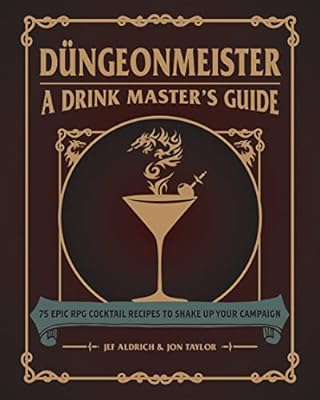 DÜNGEONMEISTER
A DRINK MASTER'S GUIDE
75 EPIC RPG COCKTAIL RECIPES TO SHAKE UP YOUR CAMPAIGN
JEF ALDRICH & JON TAYLOR